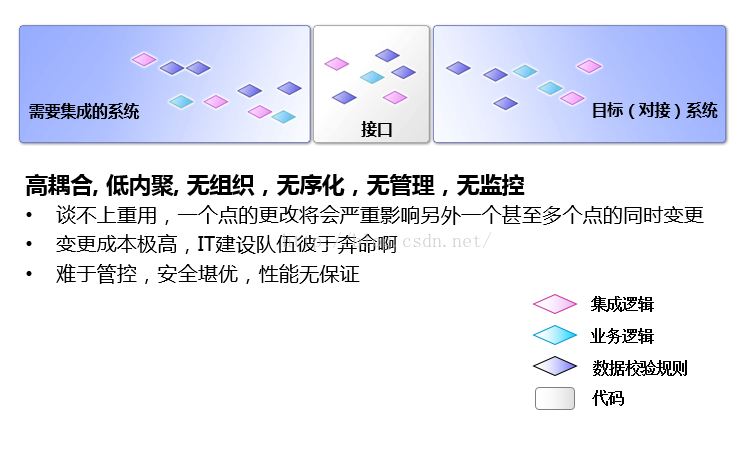 需要集成的系统
接口
目标（对接）系统
高耦合, 低内聚, 无组织，无序化，无管理，无监控
• 谈不上重用，一个点的更改将会严重影响另外一个甚至多个点的同时变更
• 变更成本极高，IT建设队伍彼于奔命啊
• 难于管控，安全堪优，性能无保证
csdn.net/
集成逻辑
业务逻辑
数据校验规则
代码